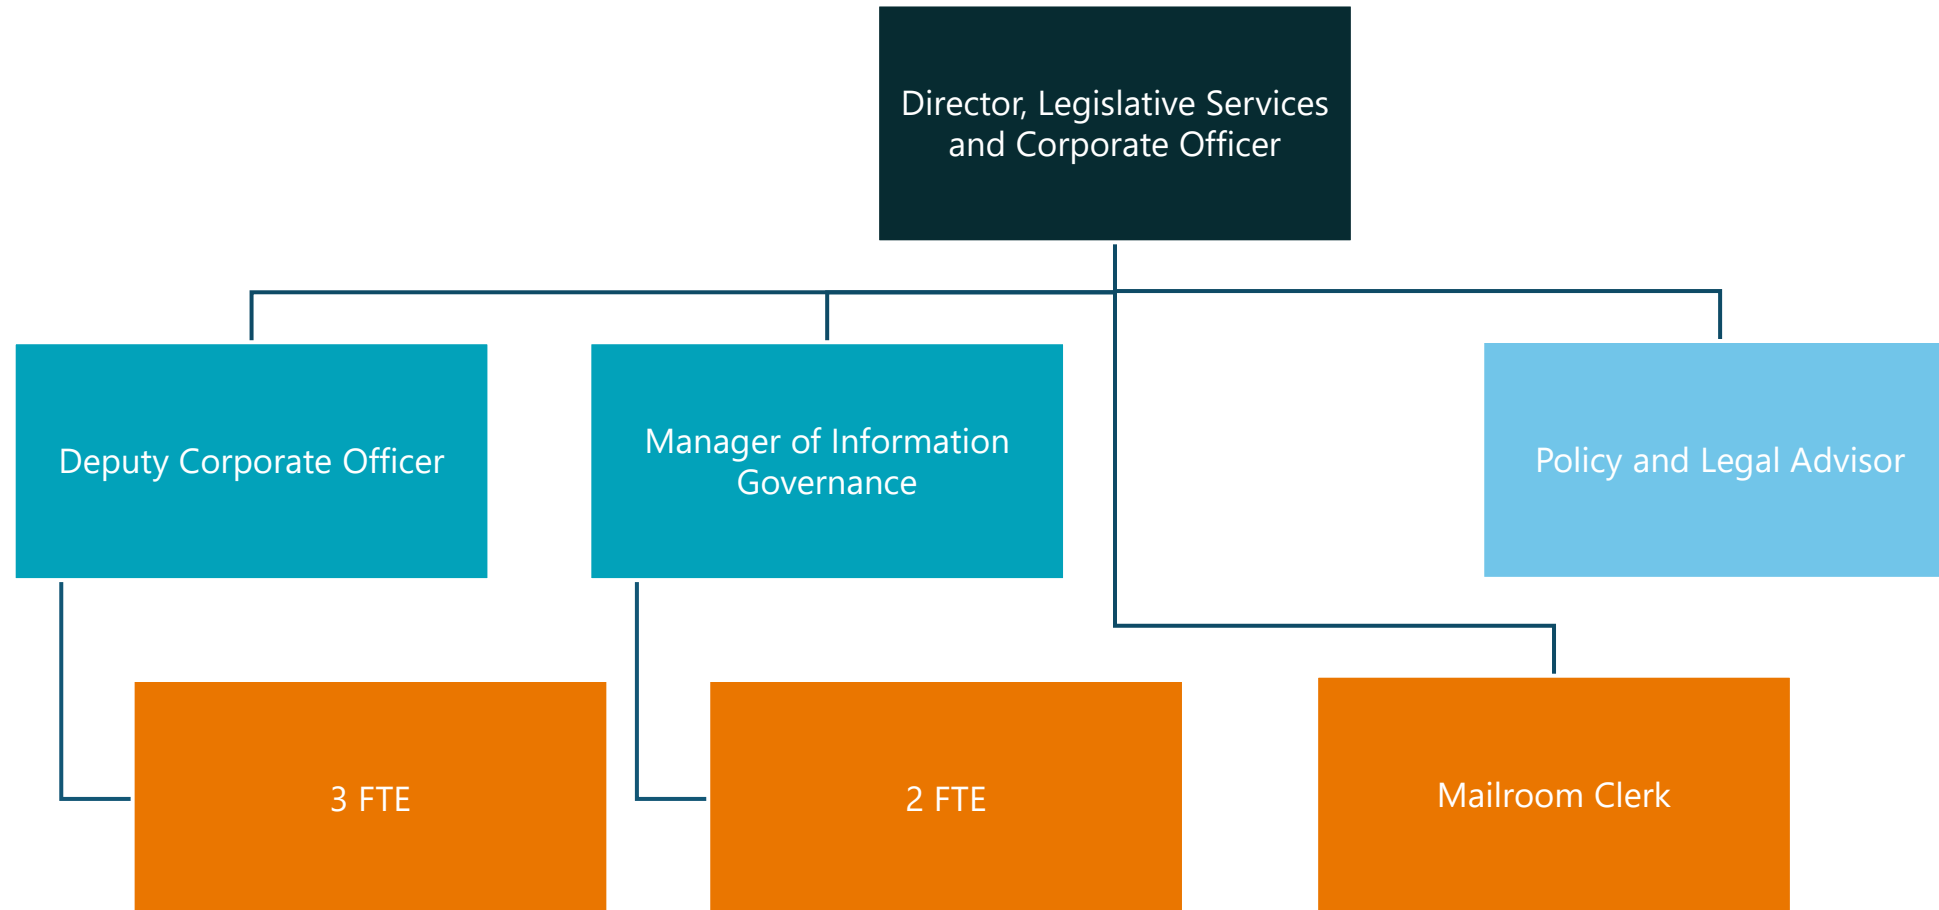 Director, Legislative Services
and Corporate Officer
Deputy Corporate Officer
Manager of Information
Governance
Policy and Legal Advisor
3 FTE
2 FTE
Mailroom Clerk